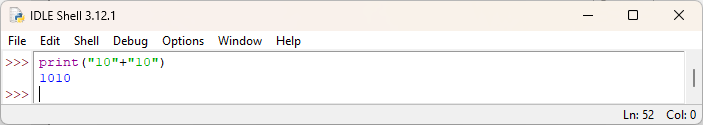 IDLE Shell 3.12.1
File Edit Shell Debug Options Window Help
>>> print("10"+"10")
1010
>>>
Ln: 52 Col: 0